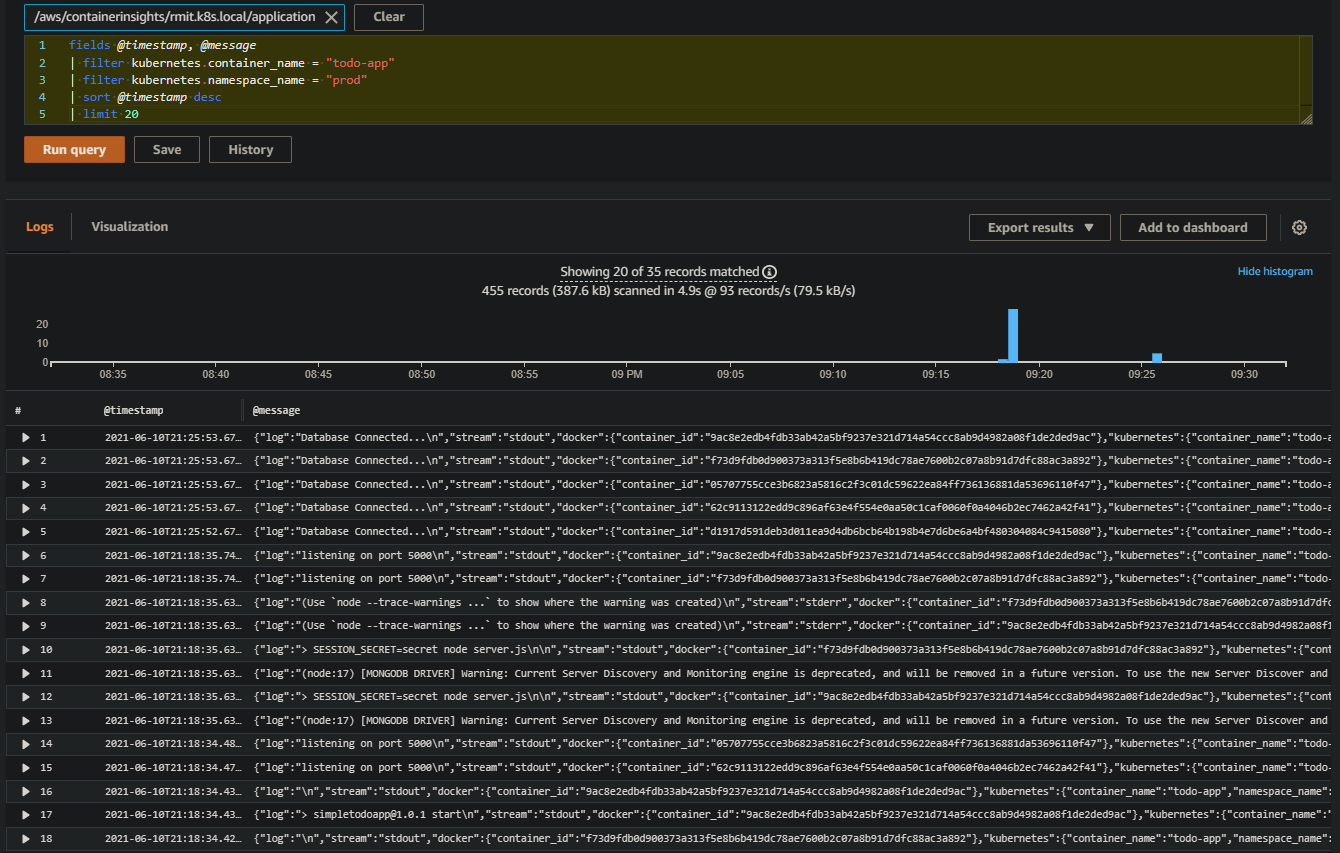 /aws/containerinsights/rmit.k8s.local/application
Clear
1 fields @timestamp, @message
2 | filter kubernetes.container_name = "todo-app"
3 | filter kubernetes.namespace_name = "prod"
4 | sort @timestamp desc
5 | limit 20
Run query Save History
Logs Visualization Export results Add to dashboard
Showing 20 of 35 records matched
Hide histogram
455 records (387.6 kB) scanned in 4.9s @ 93 records/s (79.5 kB/s)
20
10
0
08:35 08:40 08:45 08:50 08:55 09 PM 09:05 09:10 09:15 09:20 09:25 09:30
# @timestamp @message
1 2021-06-10T21:25:53.67… {"log":"Database Connected...\n","stream":"stdout","docker":{"container_id":"9ac8e2edb4fdb33ab42a5bf9237e321d714a54ccc8ab9d4982a08f1de2ded9ac"},"kubernetes":{"container_name":"todo-a
2 2021-06-10T21:25:53.67… {"log":"Database Connected...\n","stream":"stdout","docker":{"container_id":"f73d9fdb0d900373a313f5e8b6b419dc78ae7600b2c07a8b91d7dfc88ac3a892"},"kubernetes":{"container_name":"todo-a
3 2021-06-10T21:25:53.67… {"log":"Database Connected...\n","stream":"stdout","docker":{"container_id":"05707755cce3b6823a5816c2f3c01dc59622ea84ff736136881da53696110f47"},"kubernetes":{"container_name":"todo-a
4 2021-06-10T21:25:53.67… {"log":"Database Connected...\n","stream":"stdout","docker":{"container_id":"62c9113122edd9c896af63e4f554e0aa50c1caf0060f0a4046b2ec7462a42f41"},"kubernetes":{"container_name":"todo-a
5 2021-06-10T21:25:52.67… {"log":"Database Connected...\n","stream":"stdout","docker":{"container_id":"d1917d591deb3d011ea9d4db6bcb64b198b4e7d6be6a4bf480304084c9415080"},"kubernetes":{"container_name":"todo-a
6 2021-06-10T21:18:35.74… {"log":"listening on port 5000\n","stream":"stdout","docker":{"container_id":"9ac8e2edb4fdb33ab42a5bf9237e321d714a54ccc8ab9d4982a08f1de2ded9ac"},"kubernetes":{"container_name":"todo-
7 2021-06-10T21:18:35.74… {"log":"listening on port 5000\n","stream":"stdout","docker":{"container_id":"f73d9fdb0d900373a313f5e8b6b419dc78ae7600b2c07a8b91d7dfc88ac3a892"},"kubernetes":{"container_name":"todo-
8 2021-06-10T21:18:35.63… {"log":"(Use `node --trace-warnings ...` to show where the warning was created)\n","stream":"stderr","docker":{"container_id":"f73d9fdb0d900373a313f5e8b6b419dc78ae7600b2c07a8b91d7dfc
9 2021-06-10T21:18:35.63… {"log":"(Use `node --trace-warnings ...` to show where the warning was created)\n","stream":"stderr","docker":{"container_id":"9ac8e2edb4fdb33ab42a5bf9237e321d714a54ccc8ab9d4982a08f1
10 2021-06-10T21:18:35.63… {"log":"> SESSION_SECRET=secret node server.js\n\n","stream":"stdout","docker":{"container_id":"f73d9fdb0d900373a313f5e8b6b419dc78ae7600b2c07a8b91d7dfc88ac3a892"},"kubernetes":{"cont
11 2021-06-10T21:18:35.63… {"log":"(node:17) [MONGODB DRIVER] Warning: Current Server Discovery and Monitoring engine is deprecated, and will be removed in a future version. To use the new Server Discover and
12 2021-06-10T21:18:35.63… {"log":"> SESSION_SECRET=secret node server.js\n\n","stream":"stdout","docker":{"container_id":"9ac8e2edb4fdb33ab42a5bf9237e321d714a54ccc8ab9d4982a08f1de2ded9ac"},"kubernetes":{"cont
13 2021-06-10T21:18:35.63… {"log":"(node:17) [MONGODB DRIVER] Warning: Current Server Discovery and Monitoring engine is deprecated, and will be removed in a future version. To use the new Server Discover and
14 2021-06-10T21:18:34.48… {"log":"listening on port 5000\n","stream":"stdout","docker":{"container_id":"05707755cce3b6823a5816c2f3c01dc59622ea84ff736136881da53696110f47"},"kubernetes":{"container_name":"todo-
15 2021-06-10T21:18:34.47… {"log":"listening on port 5000\n","stream":"stdout","docker":{"container_id":"62c9113122edd9c896af63e4f554e0aa50c1caf0060f0a4046b2ec7462a42f41"},"kubernetes":{"container_name":"todo-
16 2021-06-10T21:18:34.43… {"log":"\n","stream":"stdout","docker":{"container_id":"9ac8e2edb4fdb33ab42a5bf9237e321d714a54ccc8ab9d4982a08f1de2ded9ac"},"kubernetes":{"container_name":"todo-app","namespace_name":
17 2021-06-10T21:18:34.43… {"log":"> simpletodoapp@1.0.1 start\n","stream":"stdout","docker":{"container_id":"9ac8e2edb4fdb33ab42a5bf9237e321d714a54ccc8ab9d4982a08f1de2ded9ac"},"kubernetes":{"container_name":"
18 2021-06-10T21:18:34.42… {"log":"\n","stream":"stdout","docker":{"container_id":"f73d9fdb0d900373a313f5e8b6b419dc78ae7600b2c07a8b91d7dfc88ac3a892"},"kubernetes":{"container_name":"todo-app","namespace_name":